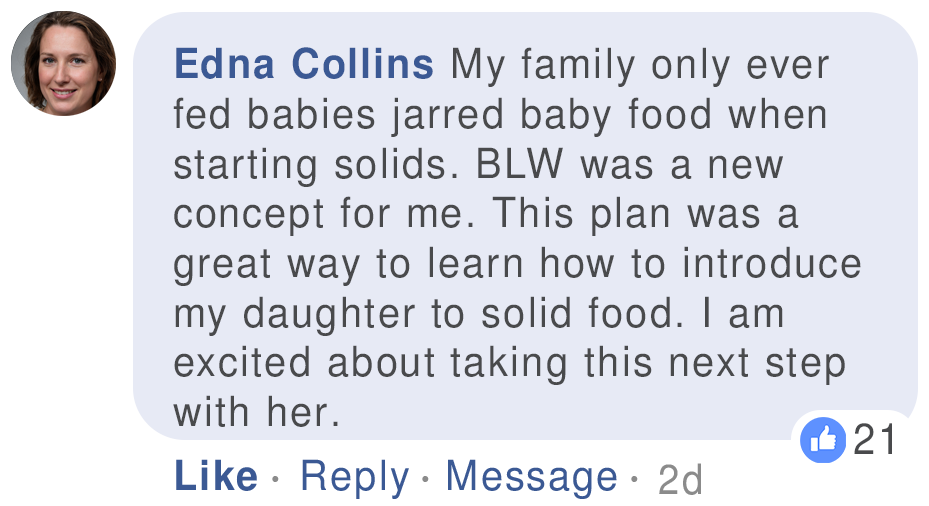 Edna Collins My family only ever
fed babies jarred baby food when
starting solids. BLW was a new
concept for me. This plan was a
great way to learn how to introduce
my daughter to solid food. I am
excited about taking this next step
with her.
21
Like · Reply · Message · 2d